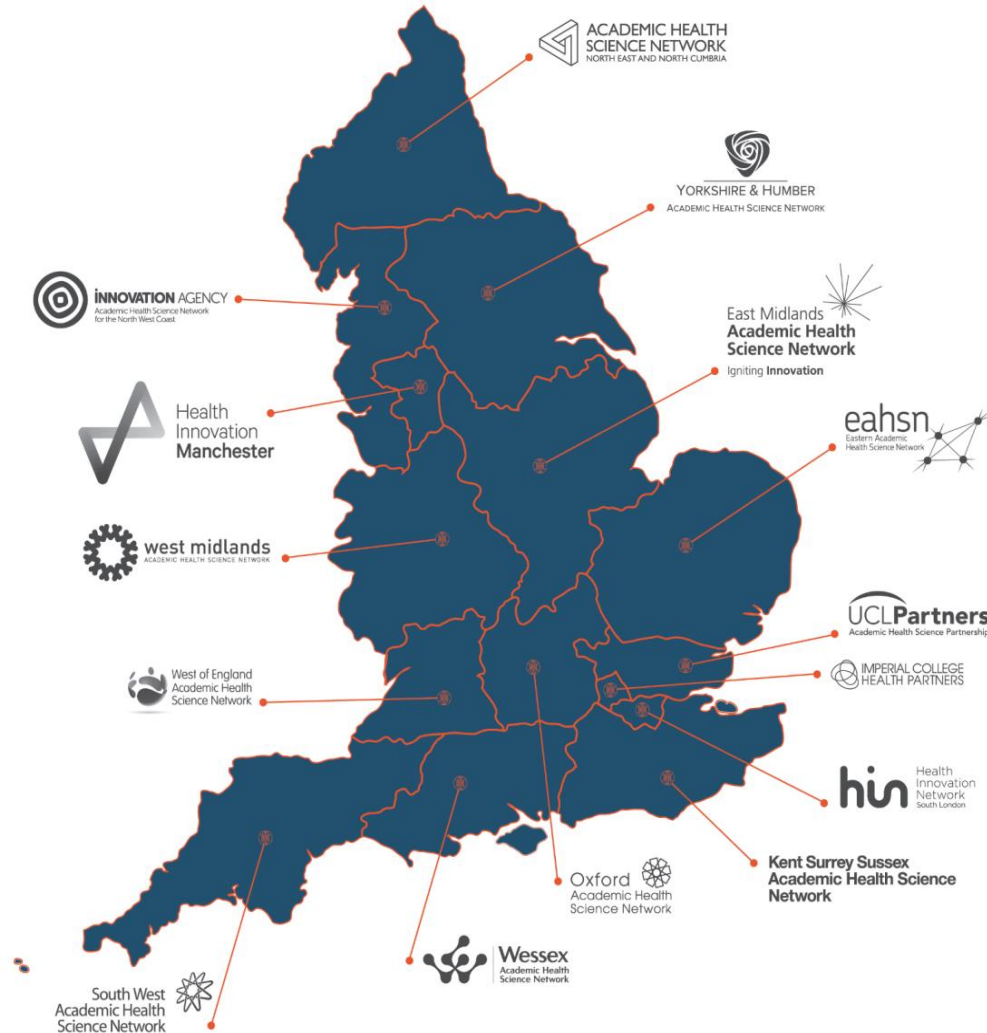 ACADEMIC HEALTH
SCIENCE NETWORK
NORTH EAST AND NORTH CUMBRIA
YORKSHIRE & HUMBER
ACADEMIC HEALTH SCIENCE NETWORK
iNNOVATION AGENCY
Academic Health Science Network
for the North West Coast
East Midlands
Academic Health
Science Network
Igniting Innovation
Health
Innovation
Manchester
eahsn
Eastern Academic
Health Science Network
west midlands
ACADEMIC HEALTH SCIENCE NETWORK
UCLPartners
Academic Health Science Partnership
IMPERIAL COLLEGE
HEALTH PARTNERS
West of England
Academic Health
Science Network
hin
Health
Innovation
Network
South London
Kent Surrey Sussex
Academic Health Science
Network
Oxford
Academic Health
Science Network
Wessex
Academic Health
Science Network
South West
Academic Health
Science Network